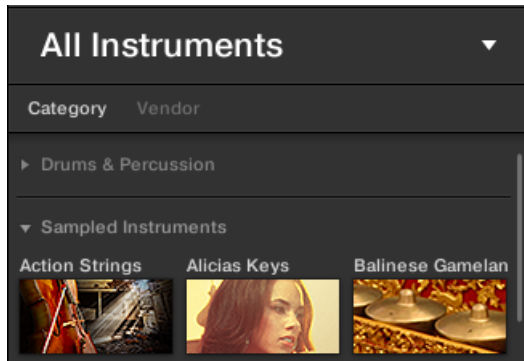 All Instruments
Category Vendor
Drums & Percussion
Sampled Instruments
Action Strings Alicias Keys Balinese Gamelan